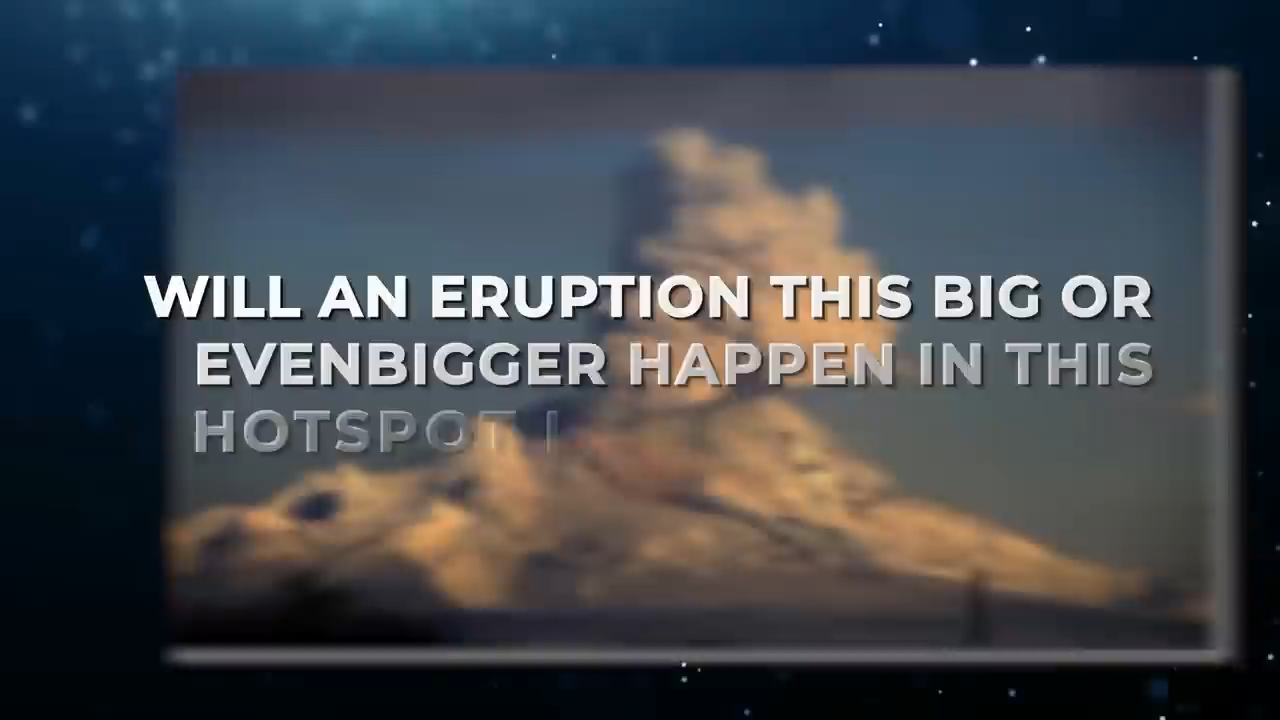 WILL AN ERUPTION THIS BIG OR
EVENBIGGER HAPPEN IN THIS
HOTSPOT